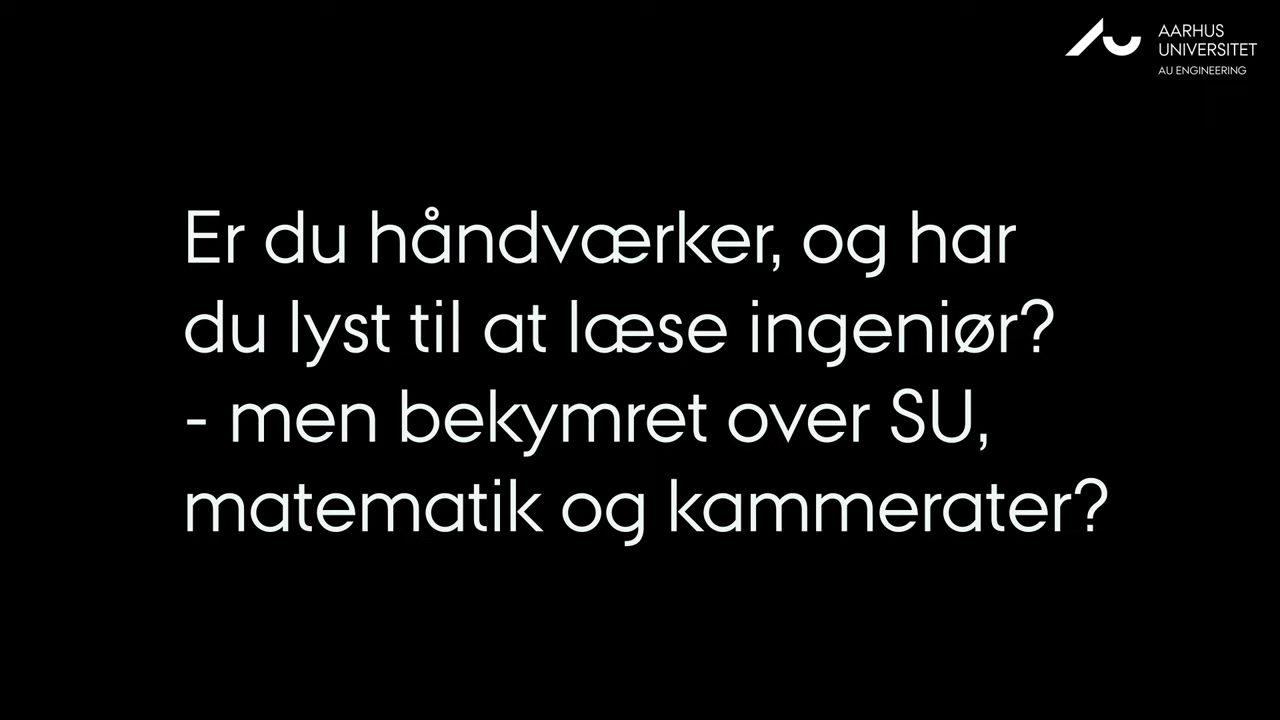 AARHUS
UNIVERSITET
AU ENGINEERING
Er du håndværker, og har
du lyst til at læse ingeniør?
- men bekymret over SU,
matematik og kammerater?